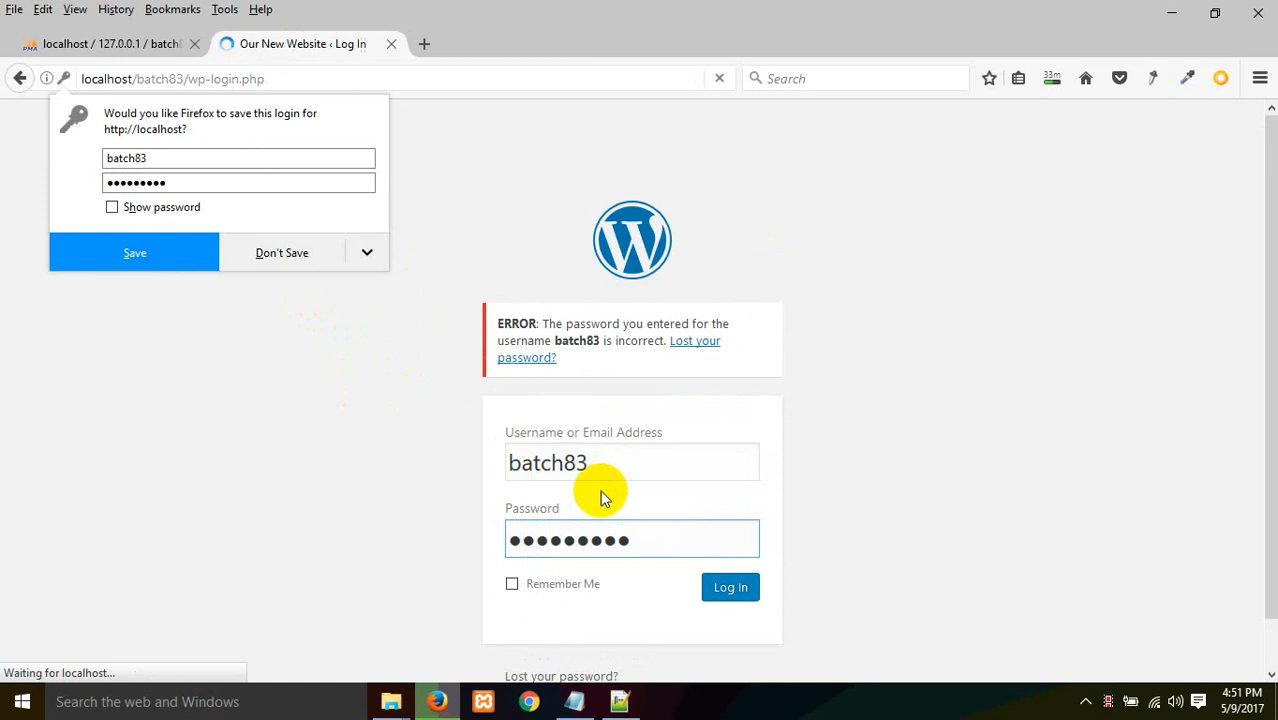 File Edit View History Bookmarks Tools Help
localhost / 127.0.0.1 / batch8
Our New Website ‹ Log In
localhost/batch83/wp-login.php
Search
33m
Would you like Firefox to save this login for
http://localhost?
batch83
•••••••••
Show password
Save
Don't Save
ERROR: The password you entered for the
username batch83 is incorrect. Lost your
password?
Username or Email Address
batch83
Password
•••••••••
Remember Me
Log In
Lost your password?
Waiting for localhost...
Search the web and Windows
4:51 PM
5/9/2017